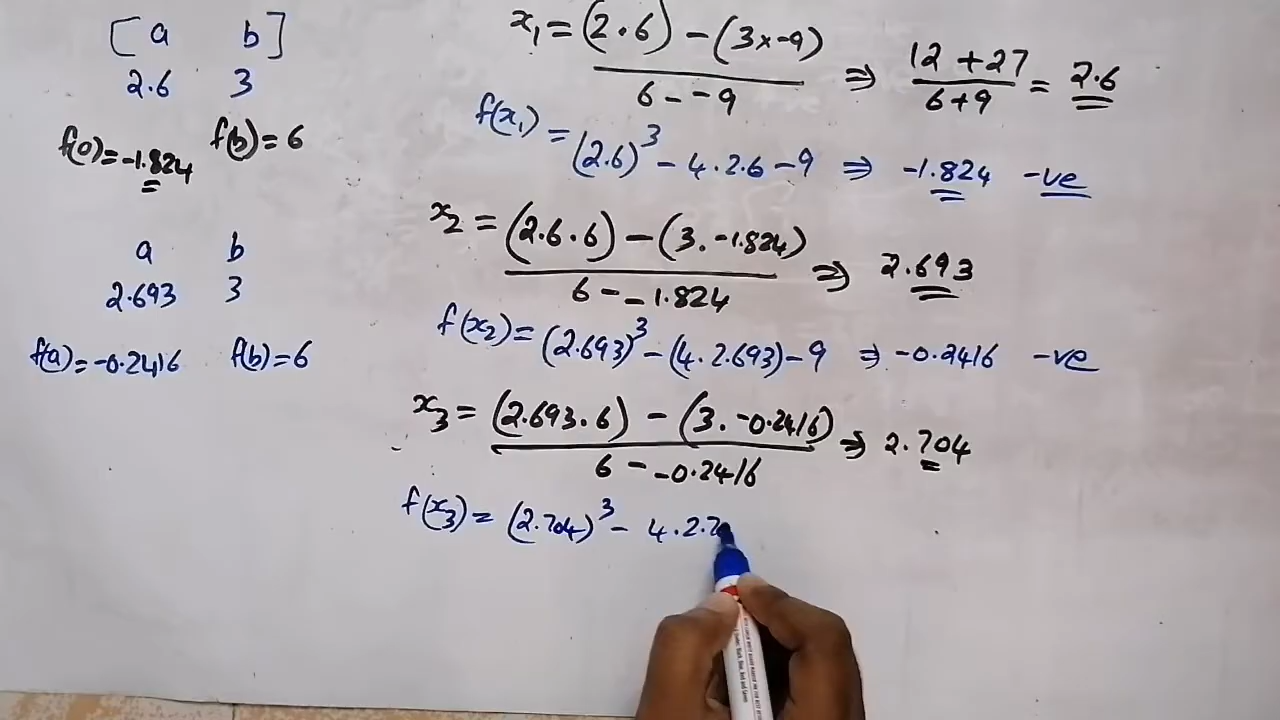 [ a b ]
2.6 3
f(a)=-1.824 f(b)=6
a b
2.693 3
f(a)=-0.2416 f(b)=6
x₁ = (2.6) - (3x-9) / 6--9 ⇒ 12+27 / 6+9 = 2.6
f(x₁) = (2.6)³ - 4.2.6 - 9 ⇒ -1.824 -ve
x₂ = (2.6.6) - (3.-1.824) / 6--1.824 ⇒ 2.693
f(x₂) = (2.693)³ - (4.2.693) - 9 ⇒ -0.2416 -ve
x₃ = (2.693.6) - (3.-0.2416) / 6--0.2416 ⇒ 2.704
f(x₃) = (2.704)³ - 4.2.7